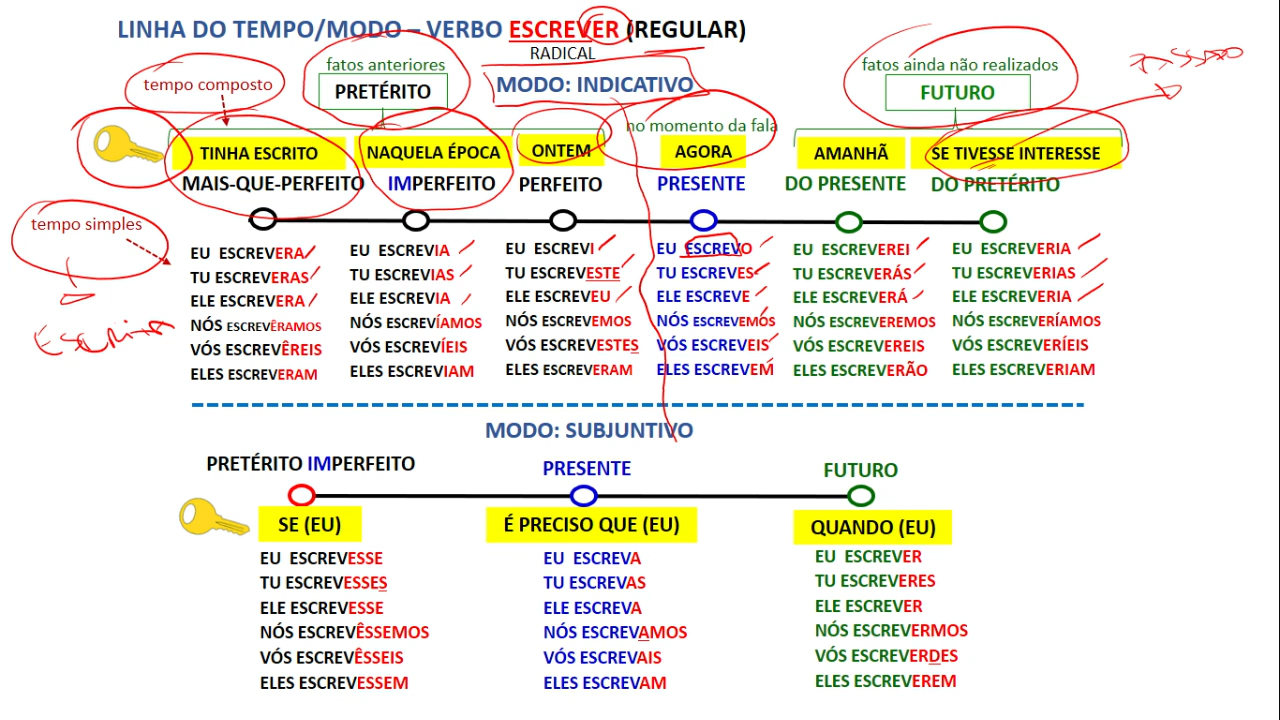 LINHA DO TEMPO/MODO – VERBO ESCREVER (REGULAR)
RADICAL
MODO: INDICATIVO
tempo composto
fatos anteriores
PRETÉRITO
fatos ainda não realizados
FUTURO
PASSADO
no momento da fala
TINHA ESCRITO NAQUELA ÉPOCA ONTEM AGORA AMANHÃ SE TIVESSE INTERESSE
MAIS-QUE-PERFEITO IMPERFEITO PERFEITO PRESENTE DO PRESENTE DO PRETÉRITO
tempo simples
EU ESCREVERA EU ESCREVIA EU ESCREVI EU ESCREVO EU ESCREVEREI EU ESCREVERIA
TU ESCREVERAS TU ESCREVIAS TU ESCREVESTE TU ESCREVES TU ESCREVERÁS TU ESCREVERIAS
ELE ESCREVERA ELE ESCREVIA ELE ESCREVEU ELE ESCREVE ELE ESCREVERÁ ELE ESCREVERIA
NÓS ESCREVÊRAMOS NÓS ESCREVÍAMOS NÓS ESCREVEMOS NÓS ESCREVEMOS NÓS ESCREVEREMOS NÓS ESCREVERÍAMOS
VÓS ESCREVÊREIS VÓS ESCREVÍEIS VÓS ESCREVESTES VÓS ESCREVEIS VÓS ESCREVEREIS VÓS ESCREVERÍEIS
ELES ESCREVERAM ELES ESCREVIAM ELES ESCREVERAM ELES ESCREVEM ELES ESCREVERÃO ELES ESCREVERIAM
MODO: SUBJUNTIVO
PRETÉRITO IMPERFEITO PRESENTE FUTURO
SE (EU) É PRECISO QUE (EU) QUANDO (EU)
EU ESCREVESSE EU ESCREVA EU ESCREVER
TU ESCREVESSES TU ESCREVAS TU ESCREVERES
ELE ESCREVESSE ELE ESCREVA ELE ESCREVER
NÓS ESCREVÊSSEMOS NÓS ESCREVAMOS NÓS ESCREVERMOS
VÓS ESCREVÊSSEIS VÓS ESCREVAIS VÓS ESCREVERDES
ELES ESCREVESSEM ELES ESCREVAM ELES ESCREVEREM